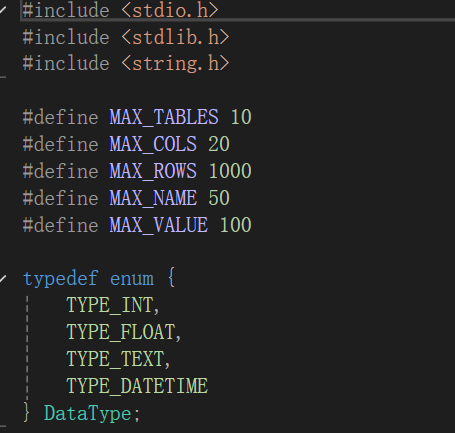 #include <stdio.h>
#include <stdlib.h>
#include <string.h>

#define MAX_TABLES 10
#define MAX_COLS 20
#define MAX_ROWS 1000
#define MAX_NAME 50
#define MAX_VALUE 100

typedef enum {
    TYPE_INT,
    TYPE_FLOAT,
    TYPE_TEXT,
    TYPE_DATETIME
} DataType;